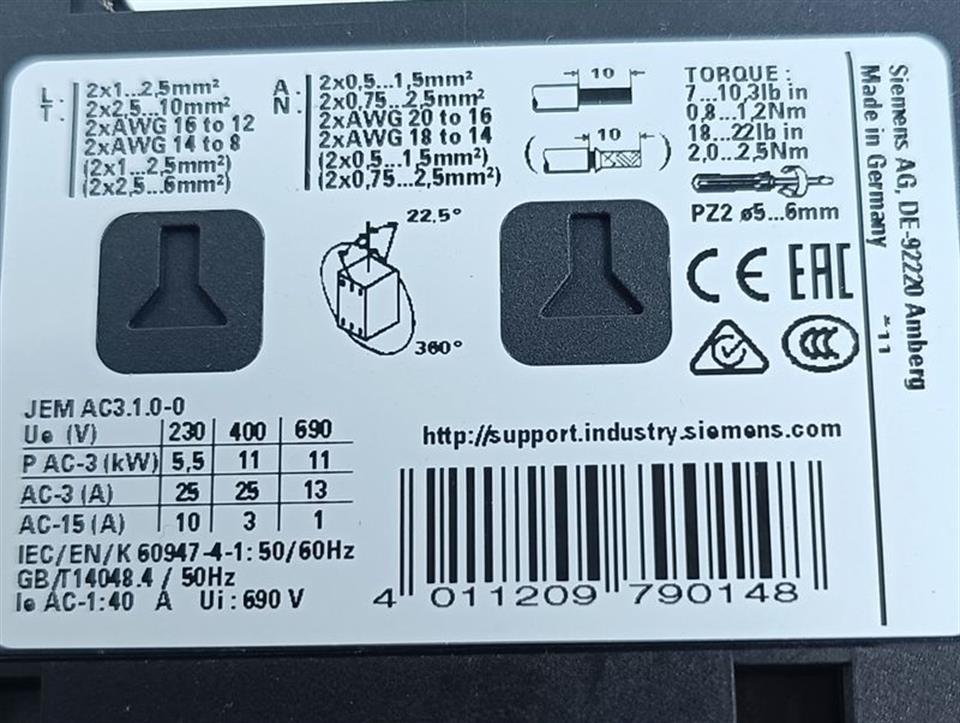 L:
T:
2x1...2,5mm²
2x2,5...10mm²
2xAWG 16 to 12
2xAWG 14 to 8
(2x1...2,5mm²)
(2x2,5...6mm²)
A:
N:
2x0,5...1,5mm²
2x0,75...2,5mm²
2xAWG 20 to 16
2xAWG 18 to 14
(2x0,5...1,5mm²)
(2x0,75...2,5mm²)
10
( 10 )
TORQUE:
7...10,3lb in
0,8...1,2Nm
18...22lb in
2,0...2,5Nm
PZ2 ø5...6mm
22,5°
360°
CE EAC
CCC
Siemens AG, DE-92220 Amberg
Made in Germany
JEM AC3.1.0-0
Ue (V) 230 400 690
P AC-3 (kW) 5,5 11 11
AC-3 (A) 25 25 13
AC-15 (A) 10 3 1
IEC/EN/K 60947-4-1: 50/60Hz
GB/T14048.4 / 50Hz
Ie AC-1:40 A Ui: 690 V
http://support.industry.siemens.com
4 011209 790148